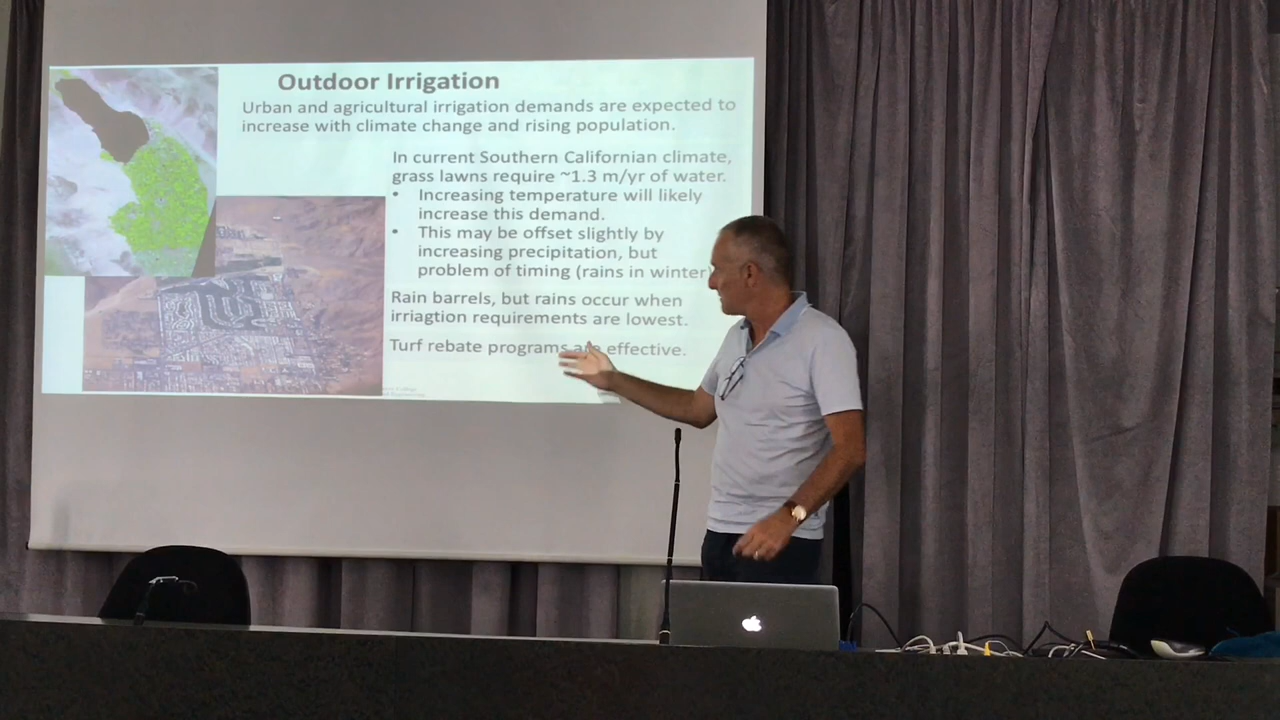 Outdoor Irrigation
Urban and agricultural irrigation demands are expected to
increase with climate change and rising population.
In current Southern Californian climate,
grass lawns require ~1.3 m/yr of water.
• Increasing temperature will likely
increase this demand.
• This may be offset slightly by
increasing precipitation, but
problem of timing (rains in winter)
Rain barrels, but rains occur when
irriagtion requirements are lowest.
Turf rebate programs are effective.